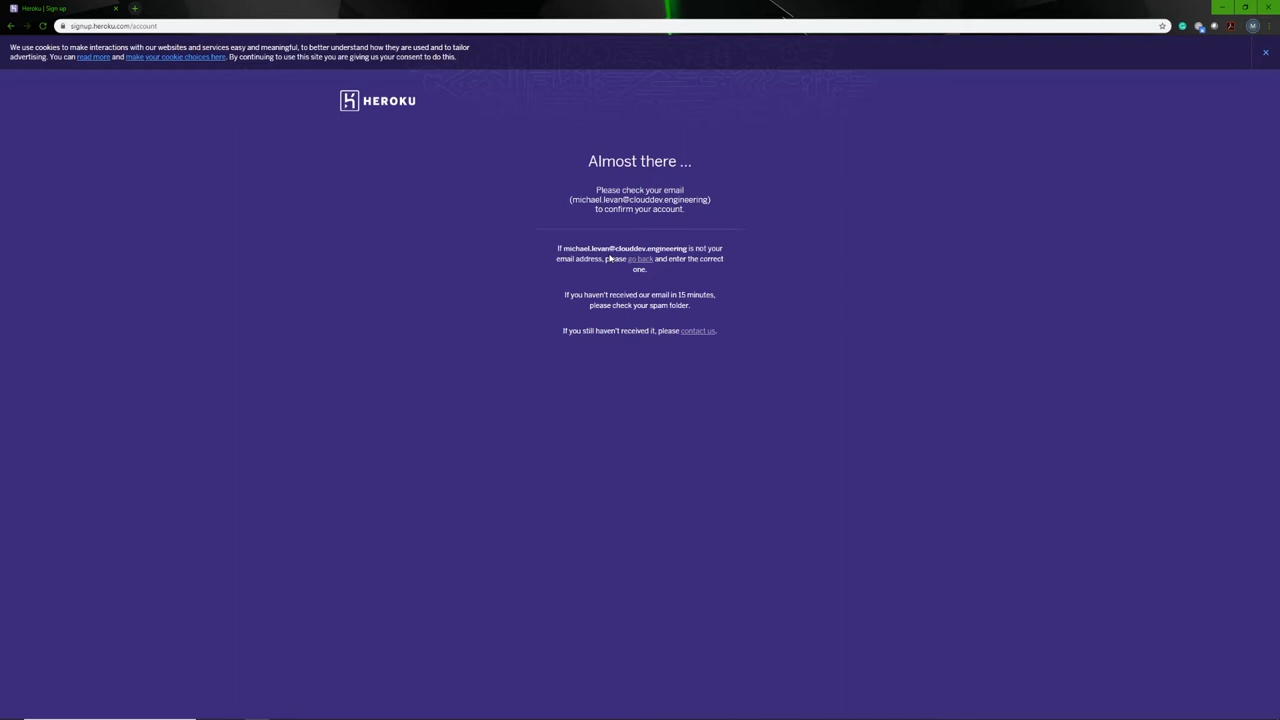 Heroku | Sign up
signup.heroku.com/account
M
We use cookies to make interactions with our websites and services easy and meaningful, to better understand how they are used and to tailor
advertising. You can read more and make your cookie choices here. By continuing to use this site you are giving us your consent to do this.
HEROKU
Almost there ...
Please check your email
(michael.levan@clouddev.engineering)
to confirm your account.
If michael.levan@clouddev.engineering is not your
email address, please go back and enter the correct
one.
If you haven't received our email in 15 minutes,
please check your spam folder.
If you still haven't received it, please contact us.